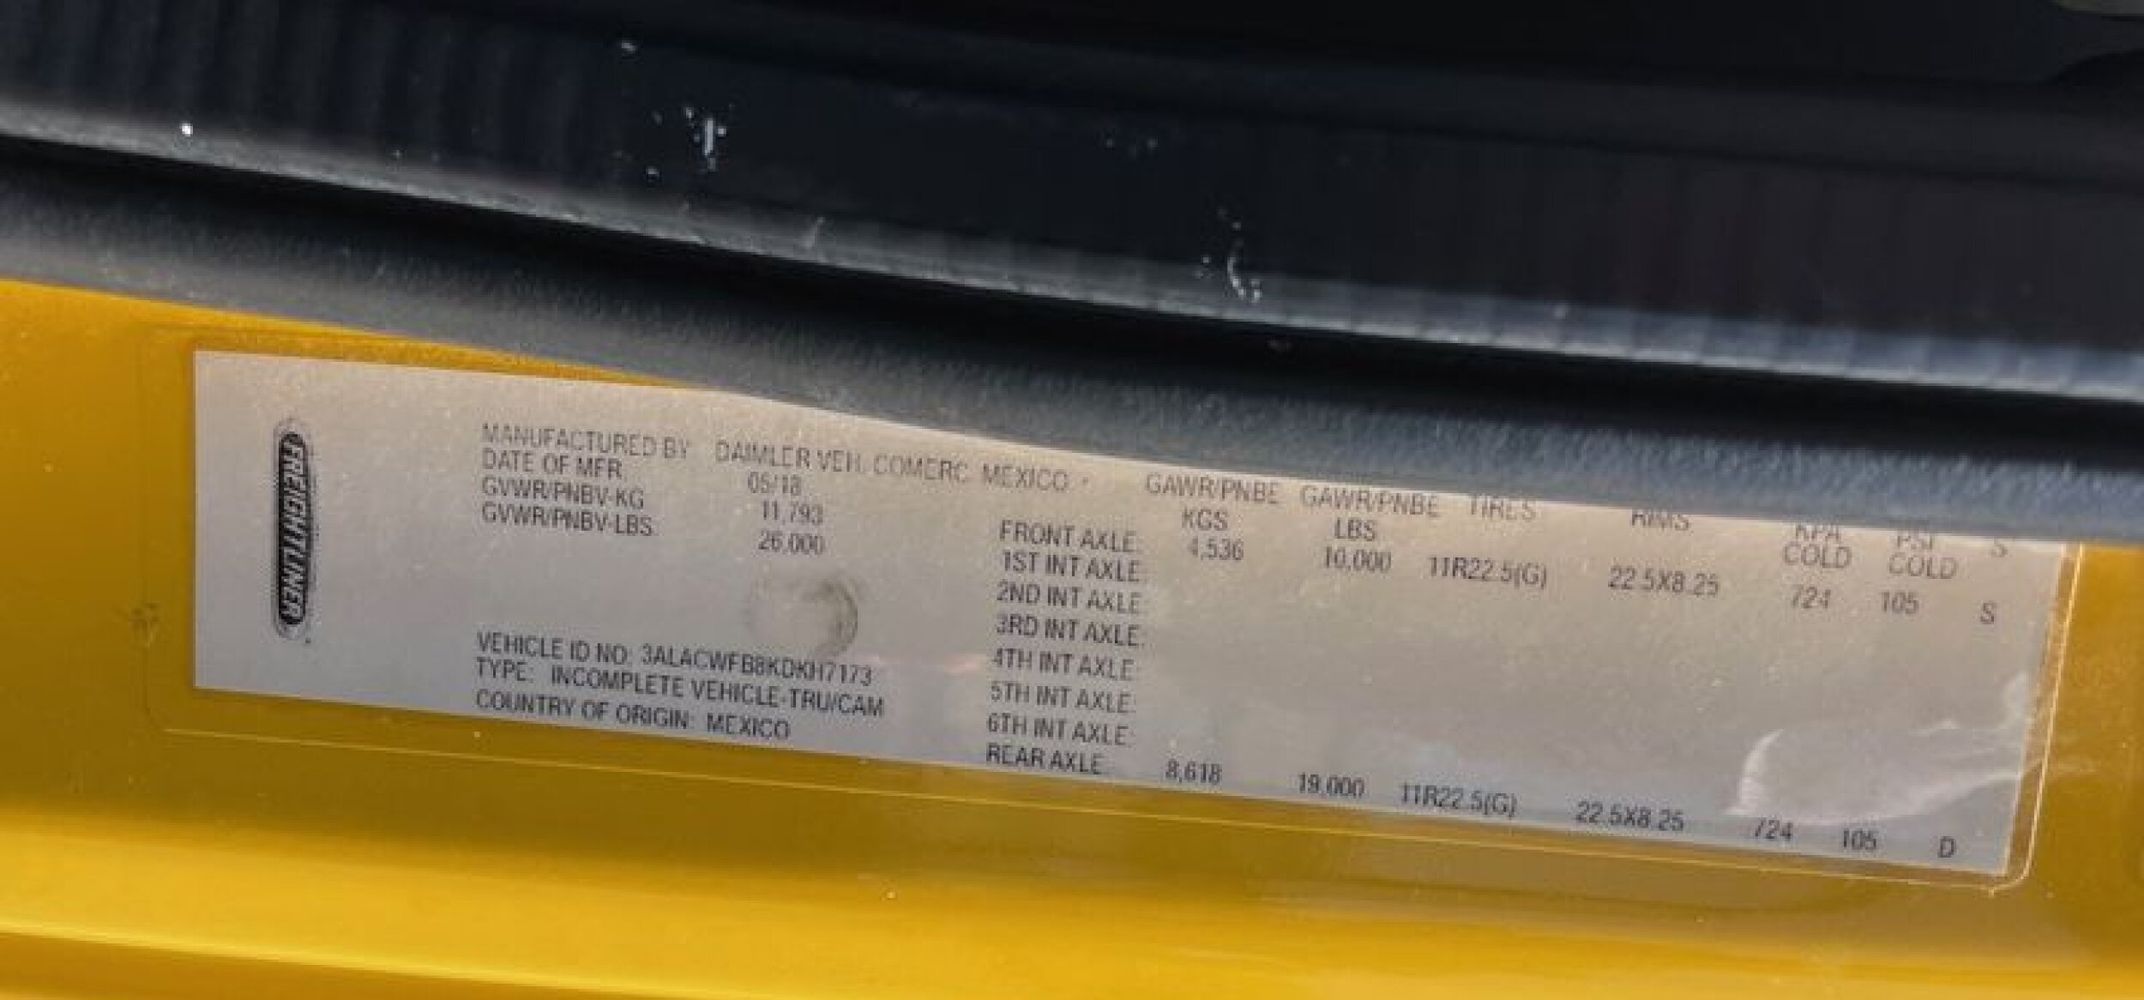 FREIGHTLINER
MANUFACTURED BY DAIMLER VEH. COMERC. MEXICO
DATE OF MFR. 05/18
GVWR/PNBV-KG 11,793
GVWR/PNBV-LBS: 26,000
VEHICLE ID NO: 3ALACWFB8KDKH7173
TYPE: INCOMPLETE VEHICLE-TRU/CAM
COUNTRY OF ORIGIN: MEXICO
GAWR/PNBE GAWR/PNBE TIRES RIMS KPA PSI S
KGS LBS COLD COLD
FRONT AXLE: 4,536 10,000 11R22.5(G) 22.5X8.25 724 105 S
1ST INT AXLE:
2ND INT AXLE:
3RD INT AXLE:
4TH INT AXLE:
5TH INT AXLE:
6TH INT AXLE:
REAR AXLE: 8,618 19,000 11R22.5(G) 22.5X8.25 724 105 D